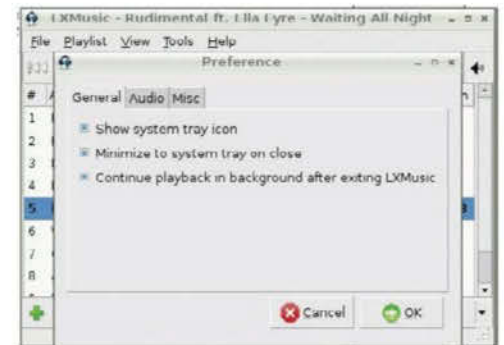 LXMusic - Rudimental ft. Ella Eyre - Waiting All Night
File Playlist View Tools Help
Preference
#
General Audio Misc
1
Show system tray icon
2
Minimize to system tray on close
3
Continue playback in background after exiting LXMusic
4
5
6
7
8
Cancel OK